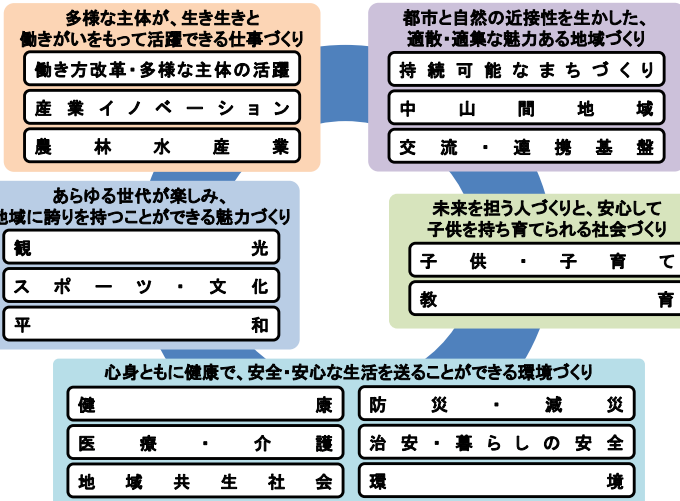 多様な主体が、生き生きと
働きがいをもって活躍できる仕事づくり
働き方改革・多様な主体の活躍
産業イノベーション
農林水産業
都市と自然の近接性を生かした、
適散・適集な魅力ある地域づくり
持続可能なまちづくり
中山間地域
交流・連携基盤
あらゆる世代が楽しみ、
地域に誇りを持つことができる魅力づくり
観光
スポーツ・文化
平和
未来を担う人づくりと、安心して
子供を持ち育てられる社会づくり
子供・子育て
教育
心身ともに健康で、安全・安心な生活を送ることができる環境づくり
健康
医療・介護
地域共生社会
防災・減災
治安・暮らしの安全
環境